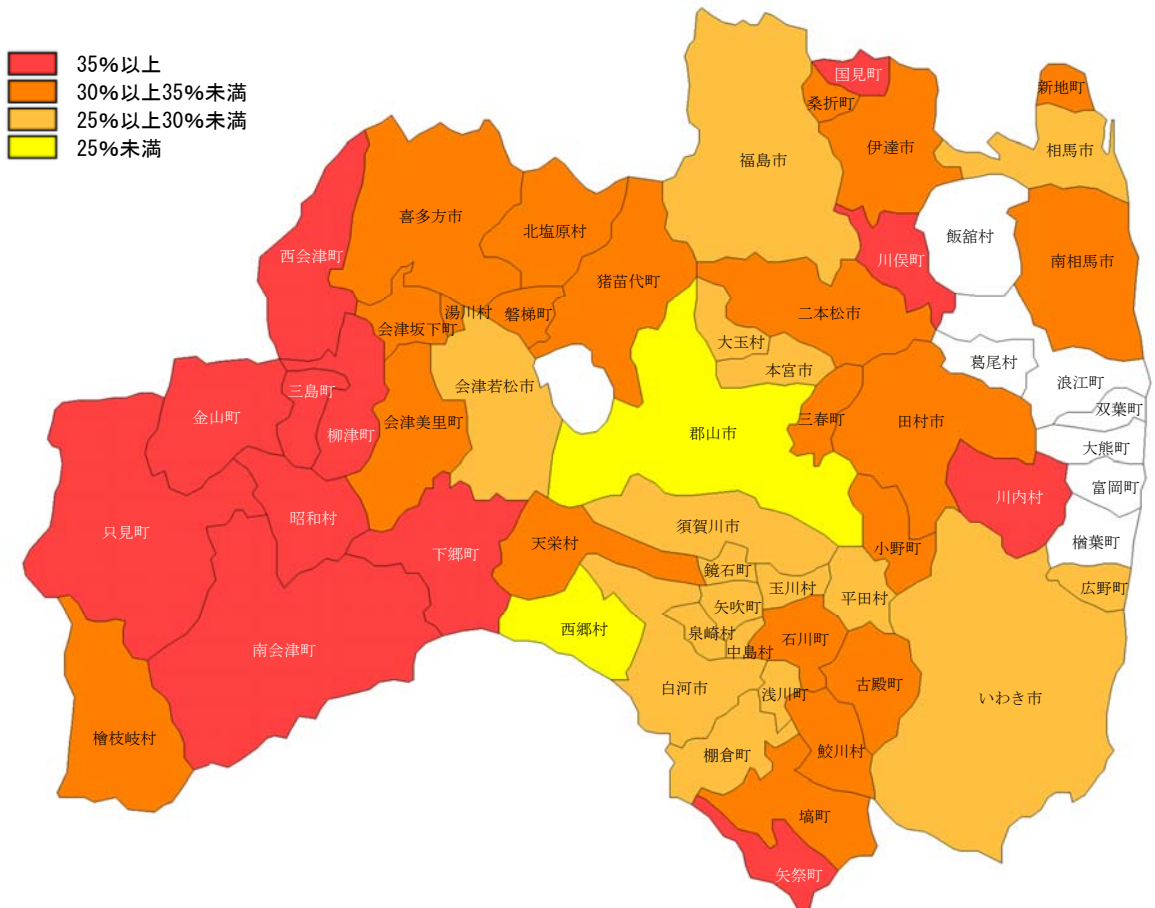 35%以上
30%以上35%未満
25%以上30%未満
25%未満
国見町
桑折町
新地町
伊達市
相馬市
福島市
喜多方市
北塩原村
飯舘村
西会津町
川俣町
南相馬市
猪苗代町
湯川村
磐梯町
二本松市
会津坂下町
大玉村
葛尾村
本宮市
浪江町
三島町
会津若松市
双葉町
金山町
会津美里町
三春町
田村市
柳津町
郡山市
大熊町
富岡町
川内村
昭和村
須賀川市
只見町
天栄村
下郷町
小野町
楢葉町
鏡石町
玉川村
広野町
平田村
矢吹町
西郷村
泉崎村
石川町
中島村
南会津町
白河市
浅川町
古殿町
いわき市
檜枝岐村
棚倉町
鮫川村
塙町
矢祭町